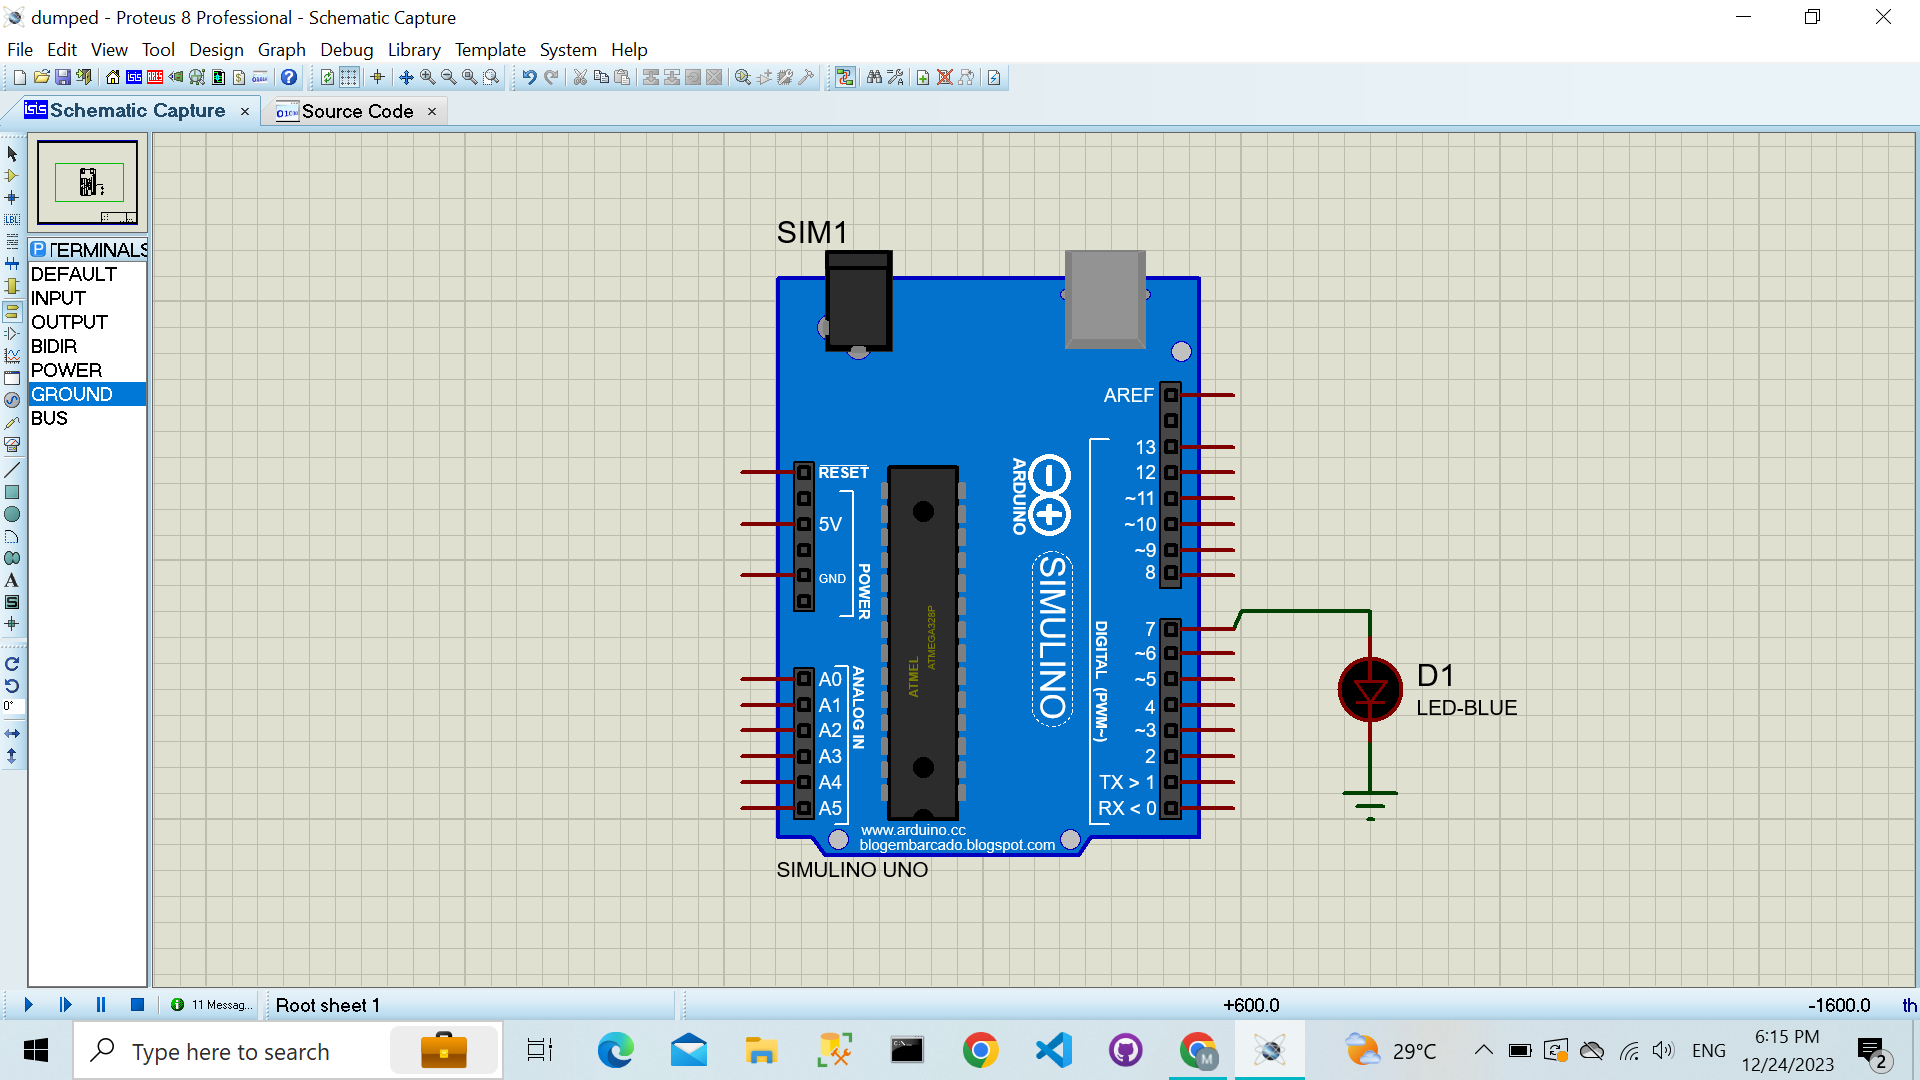 dumped - Proteus 8 Professional - Schematic Capture
File Edit View Tool Design Graph Debug Library Template System Help
Schematic Capture
Source Code
TERMINALS
DEFAULT
INPUT
OUTPUT
BIDIR
POWER
GROUND
BUS
LBL
A
0°
SIM1
AREF
13
12
~11
~10
~9
8
7
~6
~5
4
~3
2
TX > 1
RX < 0
RESET
5V
GND
POWER
A0
A1
A2
A3
A4
A5
ANALOG IN
ATMEL
ATMEGA328P
ARDUINO
SIMULINO
DIGITAL (PWM~)
www.arduino.cc
blogembarcado.blogspot.com
SIMULINO UNO
D1
LED-BLUE
11 Messag...
Root sheet 1
+600.0
-1600.0
th
Type here to search
29°C
ENG
6:15 PM
12/24/2023
2